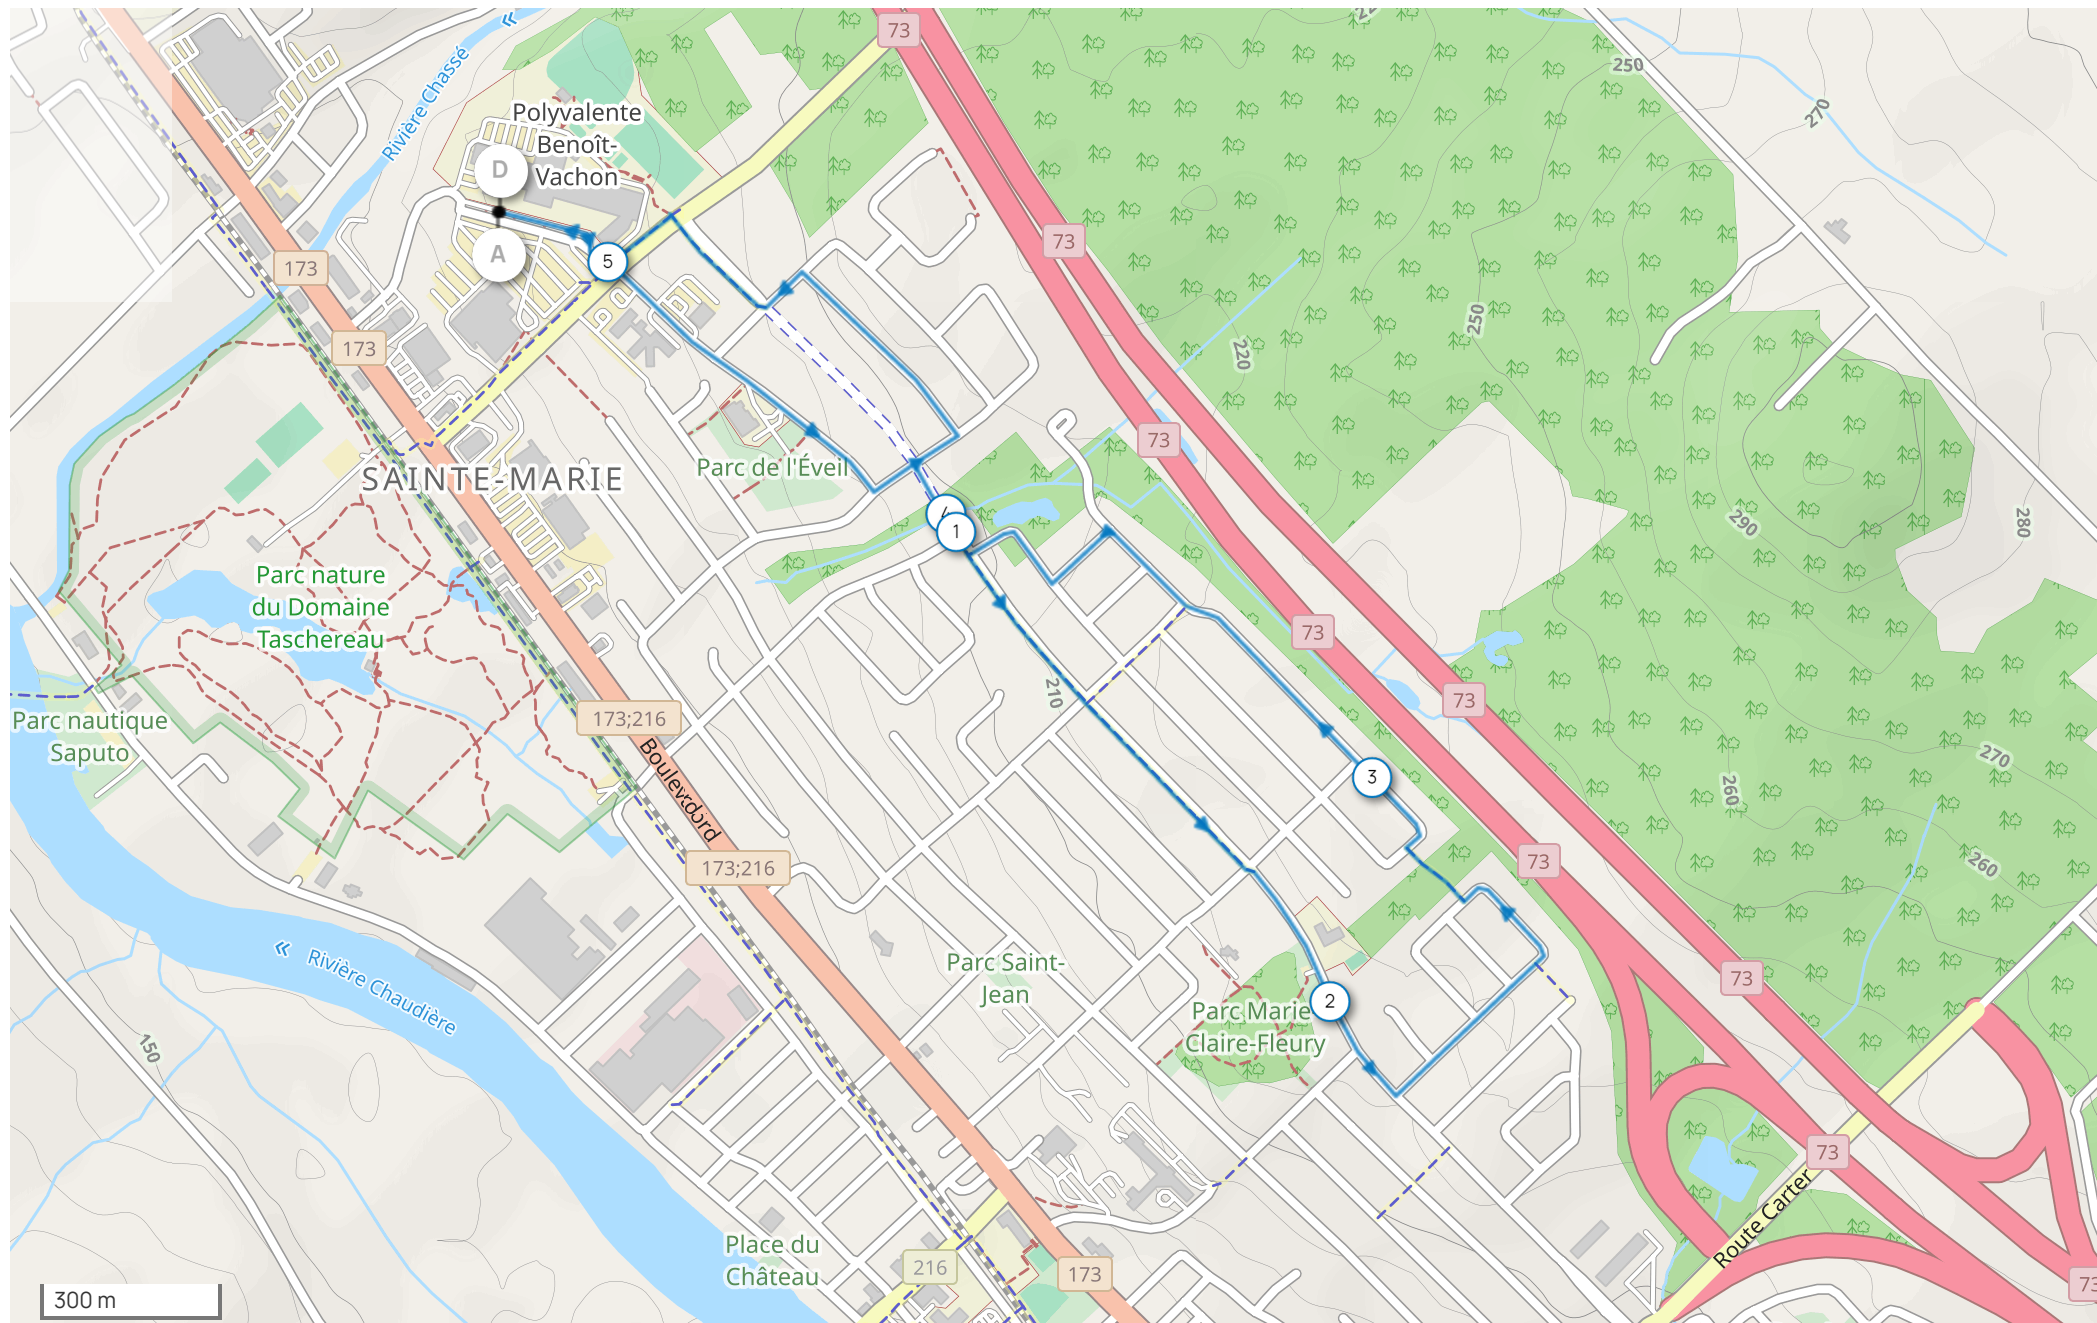 73
250
270
Rivière Chassé
Polyvalente
Benoît-
Vachon
D
A
5
173
73
173
220
250
73
Parc de l'Éveil
SAINTE-MARIE
4
1
290
280
Parc nature
du Domaine
Taschereau
73
210
73
173;216
Parc nautique
Saputo
Boulevard
3
270
260
173;216
73
260
Rivière Chaudière
Parc Saint-
Jean
73
2
Parc Marie
Claire-Fleury
150
73
Route Carter
Place du
Château
216
173
73
300 m